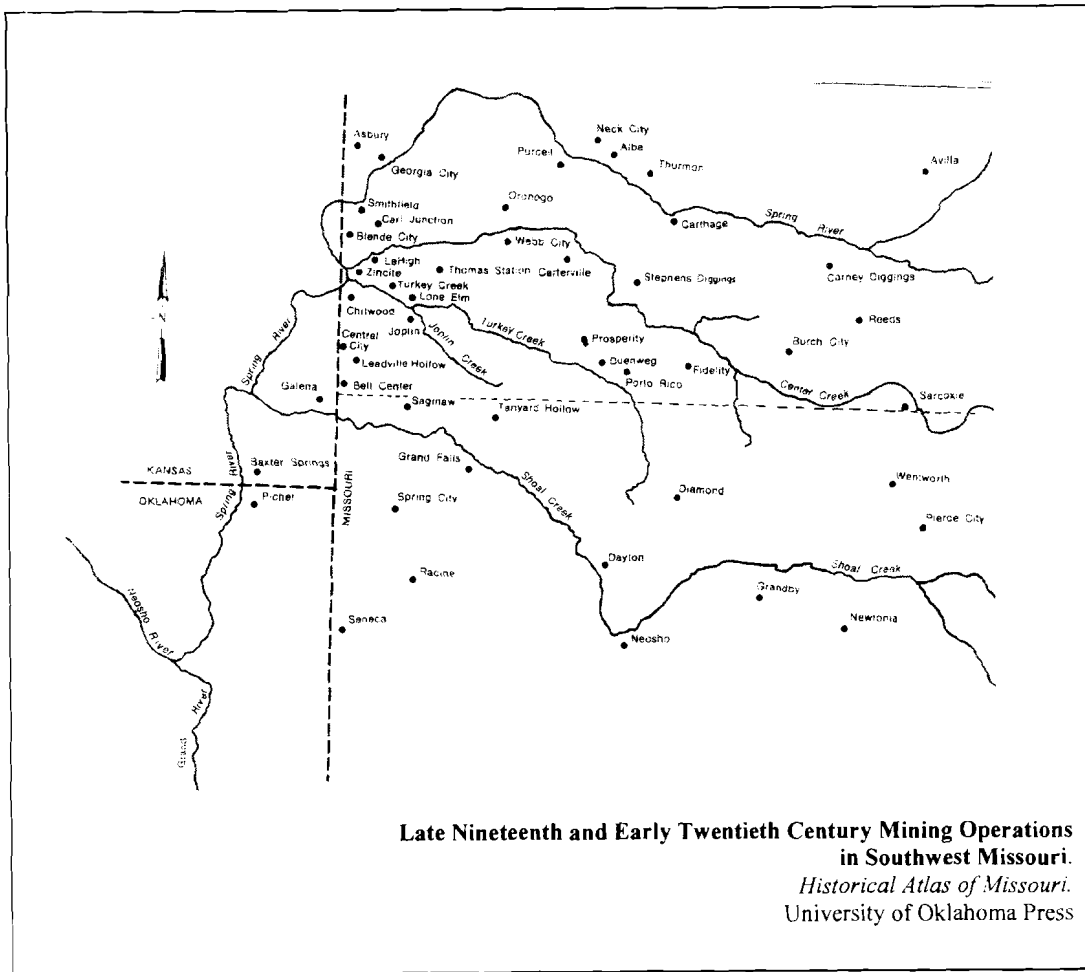 Asbury
Georgia City
Neck City
Albe
Purcell
Thurman
Avilla
Smithfield
Carl Junction
Oronogo
Carthage
Spring River
Blende City
Webb City
LeHigh
Zincite
Thomas Station
Carterville
Stephens Diggings
Carney Diggings
Turkey Creek
Lone Elm
N
Chitwood
Joplin
Joplin Creek
Turkey Creek
Reeds
Spring River
Central
City
Prosperity
Burch City
Leadville Hollow
Duenweg
Porto Rico
Fidelity
Center Creek
Galena
Bell Center
Saginaw
Tanyard Hollow
Sarcoxie
Baxter Springs
Grand Falls
KANSAS
OKLAHOMA
Picher
Spring River
MISSOURI
Spring City
Shoal Creek
Diamond
Wentworth
Pierce City
Racine
Dayton
Shoal Creek
Grandby
Neosho River
Seneca
Neosho
Newtonia
Grand River
Late Nineteenth and Early Twentieth Century Mining Operations
in Southwest Missouri.
Historical Atlas of Missouri.
University of Oklahoma Press